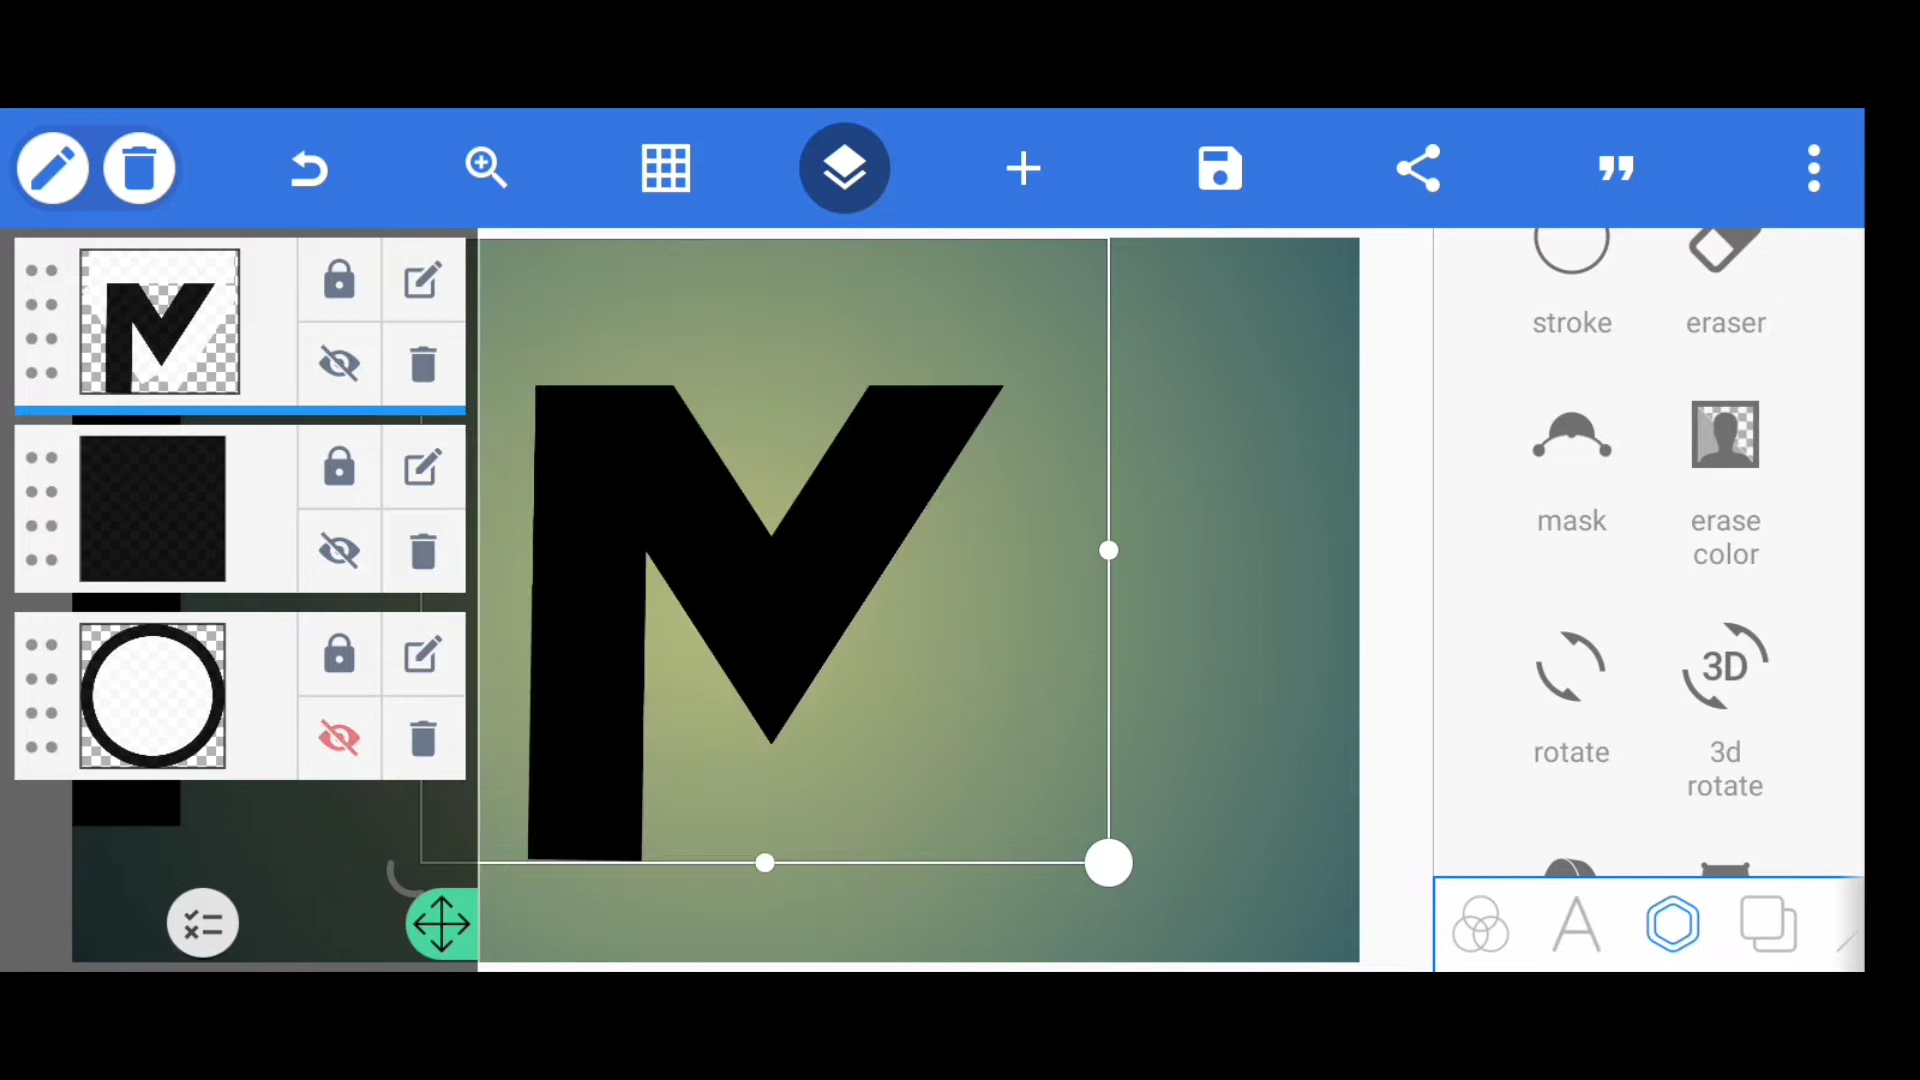 stroke
eraser
mask
erase
color
3D
rotate
3d
rotate
A